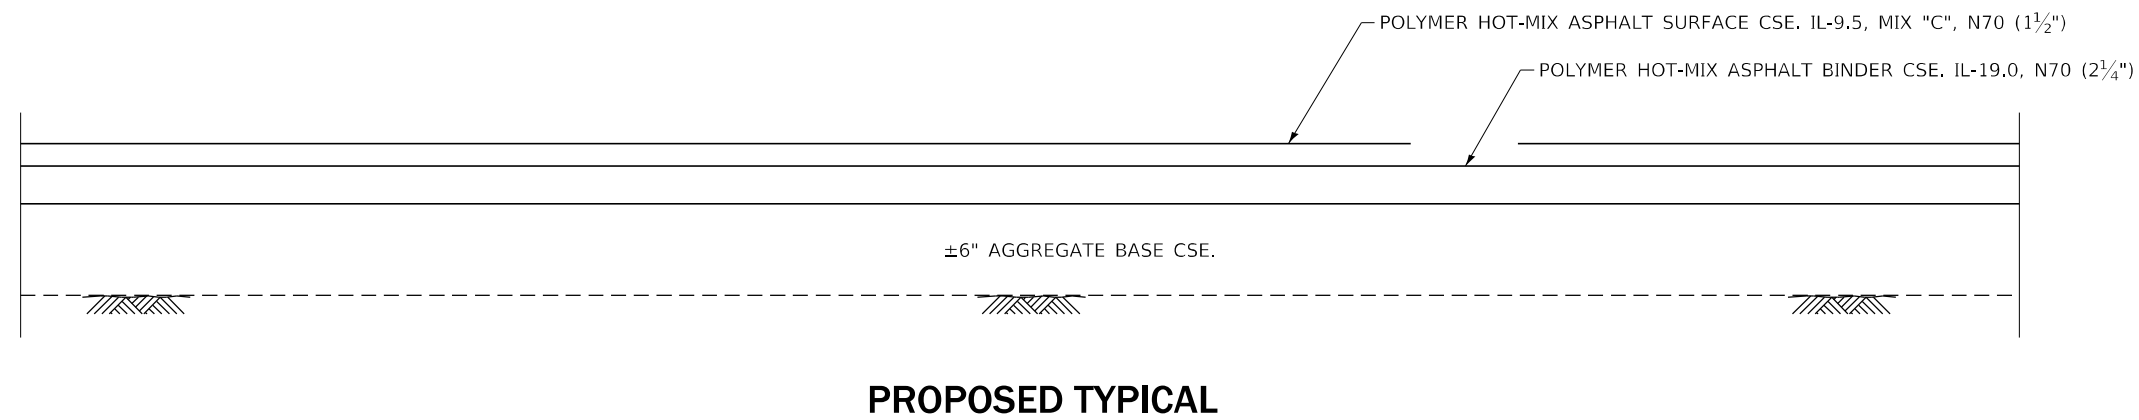 POLYMER HOT-MIX ASPHALT SURFACE CSE. IL-9.5, MIX "C", N70 (1½")
POLYMER HOT-MIX ASPHALT BINDER CSE. IL-19.0, N70 (2¼")
±6" AGGREGATE BASE CSE.
PROPOSED TYPICAL